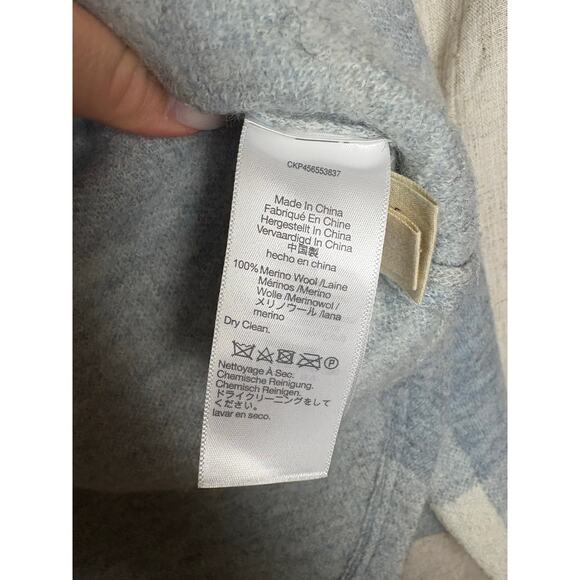 CKP456553837
Made In China
Fabriqué En Chine
Hergestellt In China
Vervaardigd In China
中国製
hecho en china
100% Merino Wool /Laine
Mérinos /Merino
Wolle/Merinowol /
メリノウール /lana
merino
Dry Clean.
Nettoyage À Sec.
Chemische Reinigung.
Chemisch Reinigen.
ドライクリーニングをして
ください。
lavar en seco.